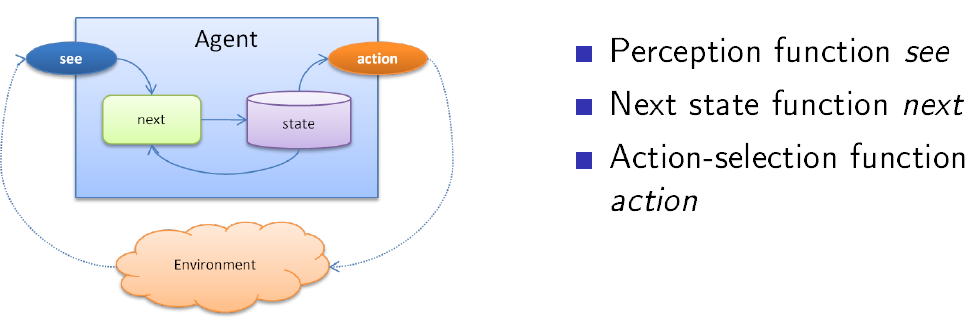 Agent
see
action
next
state
Environment
Perception function see
Next state function next
Action-selection function
action